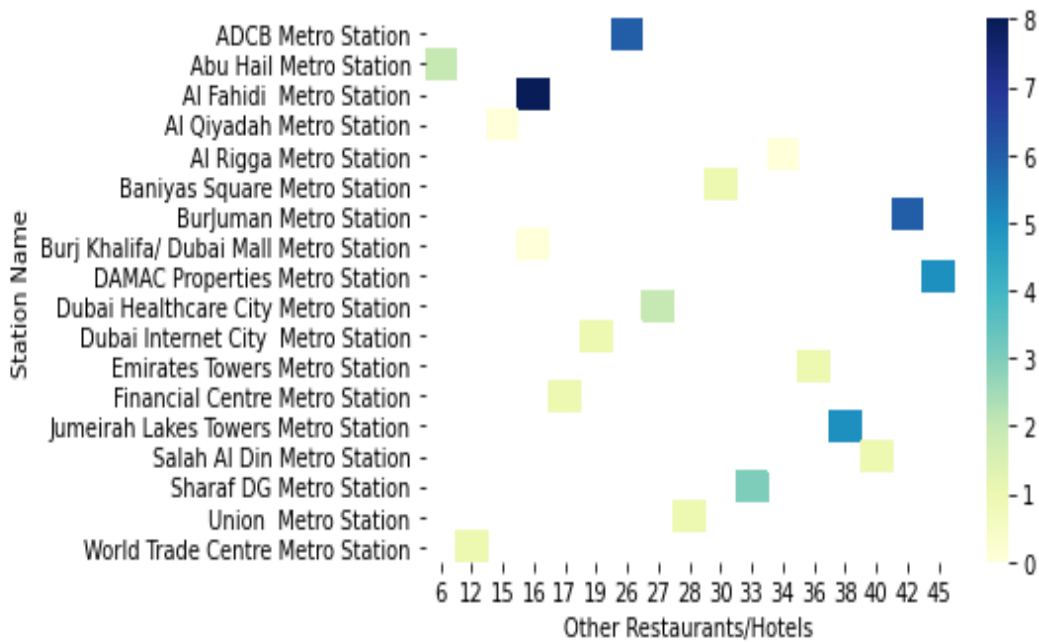 Station Name
ADCB Metro Station
Abu Hail Metro Station
Al Fahidi  Metro Station
Al Qiyadah Metro Station
Al Rigga Metro Station
Baniyas Square Metro Station
BurJuman Metro Station
Burj Khalifa/ Dubai Mall Metro Station
DAMAC Properties Metro Station
Dubai Healthcare City Metro Station
Dubai Internet City  Metro Station
Emirates Towers Metro Station
Financial Centre Metro Station
Jumeirah Lakes Towers Metro Station
Salah Al Din Metro Station
Sharaf DG Metro Station
Union  Metro Station
World Trade Centre Metro Station
6 12 15 16 17 19 26 27 28 30 33 34 36 38 40 42 45
Other Restaurants/Hotels
8
7
6
5
4
3
2
1
0